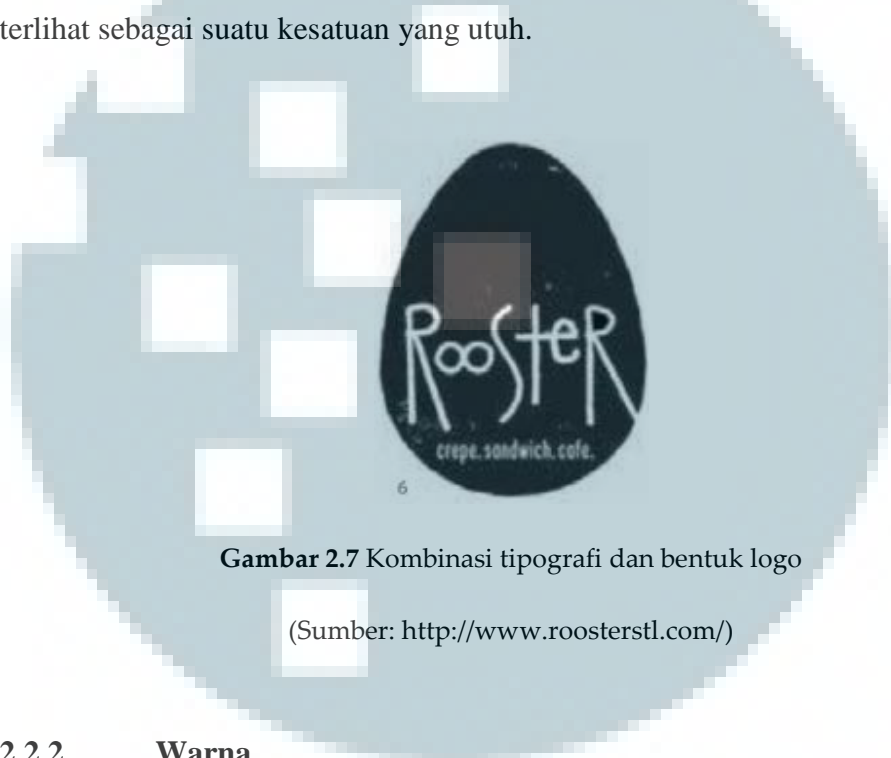 terlihat sebagai suatu kesatuan yang utuh.
RooSteR
crepe.sandwich.cafe.
6
Gambar 2.7 Kombinasi tipografi dan bentuk logo
(Sumber: http://www.roosterstl.com/)
2.2.2 Warna